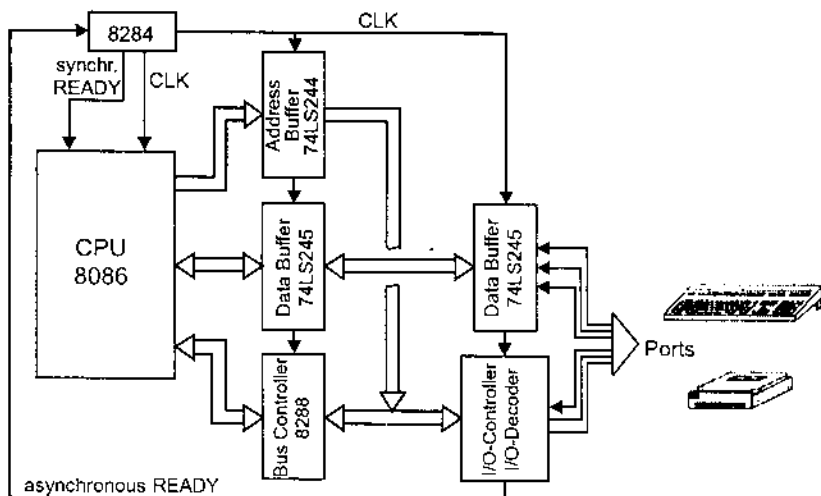 8284
CLK
synchr.
READY
CLK
Address
Buffer
74LS244
CPU
8086
Data Buffer
74LS245
Data Buffer
74LS245
Ports
Bus Controller
8288
I/O-Controller
I/O-Decoder
asynchronous READY